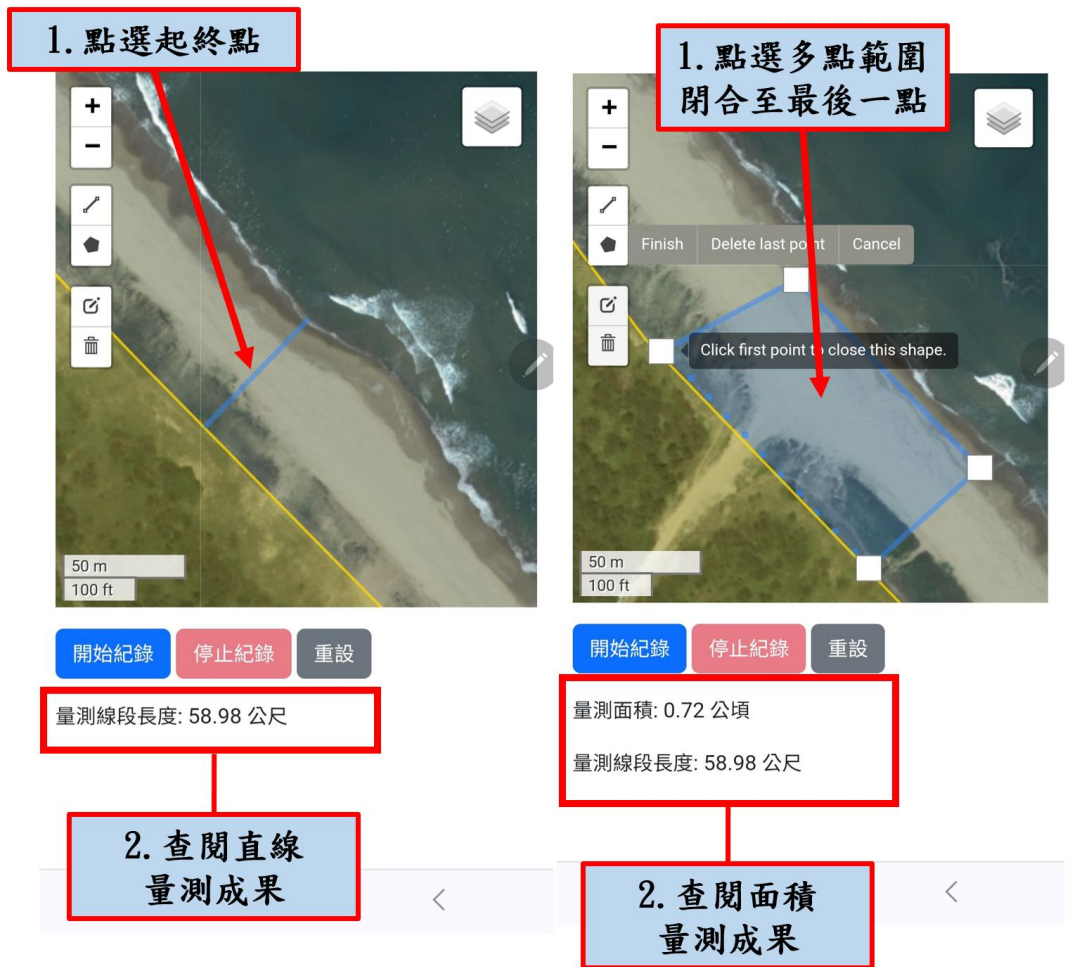 1. 點選起終點
+
−
50 m
100 ft
開始紀錄 停止紀錄 重設
量測線段長度: 58.98 公尺
2. 查閱直線
量測成果
1. 點選多點範圍
閉合至最後一點
+
−
Finish Delete last point Cancel
Click first point to close this shape.
50 m
100 ft
開始紀錄 停止紀錄 重設
量測面積: 0.72 公頃
量測線段長度: 58.98 公尺
2. 查閱面積
量測成果